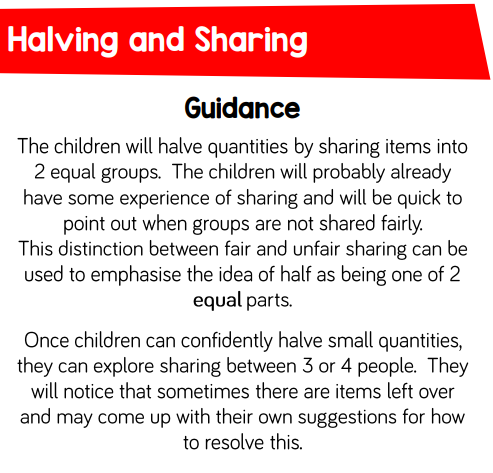 Halving and Sharing
Guidance
The children will halve quantities by sharing items into
2 equal groups. The children will probably already
have some experience of sharing and will be quick to
point out when groups are not shared fairly.
This distinction between fair and unfair sharing can be
used to emphasise the idea of half as being one of 2
equal parts.
Once children can confidently halve small quantities,
they can explore sharing between 3 or 4 people. They
will notice that sometimes there are items left over
and may come up with their own suggestions for how
to resolve this.